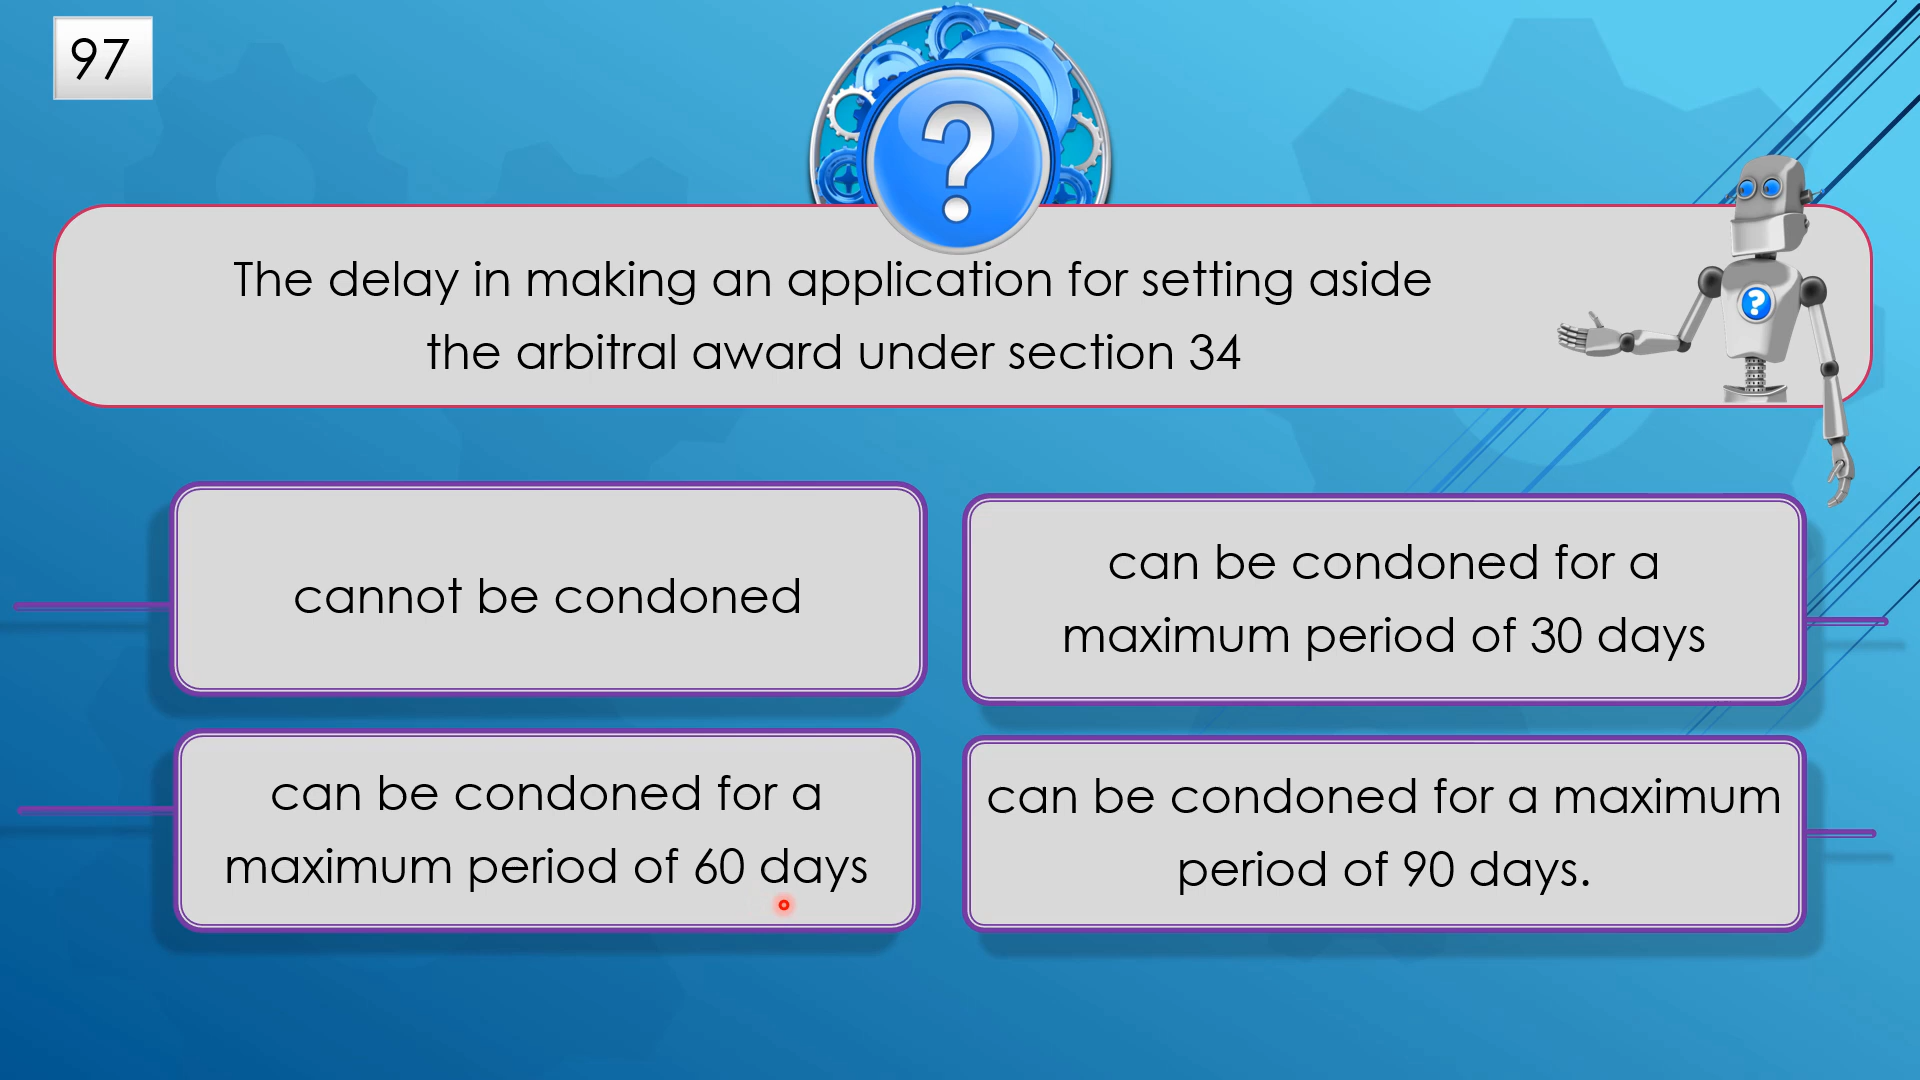 97
?
The delay in making an application for setting aside
the arbitral award under section 34
?
cannot be condoned
can be condoned for a
maximum period of 30 days
can be condoned for a
maximum period of 60 days
can be condoned for a maximum
period of 90 days.